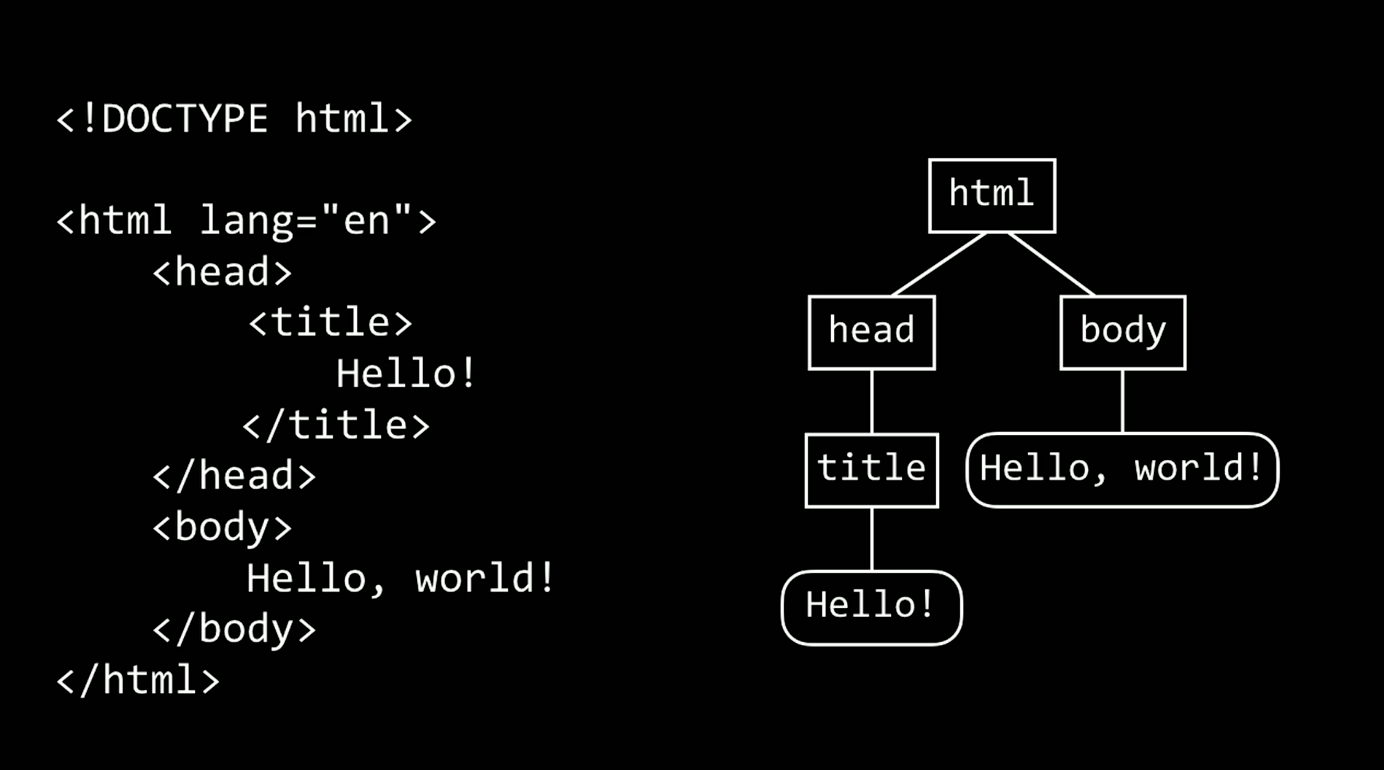 <!DOCTYPE html>
<html lang="en">
<head>
<title>
Hello!
</title>
</head>
<body>
Hello, world!
</body>
</html>
html
head
body
title
Hello, world!
Hello!